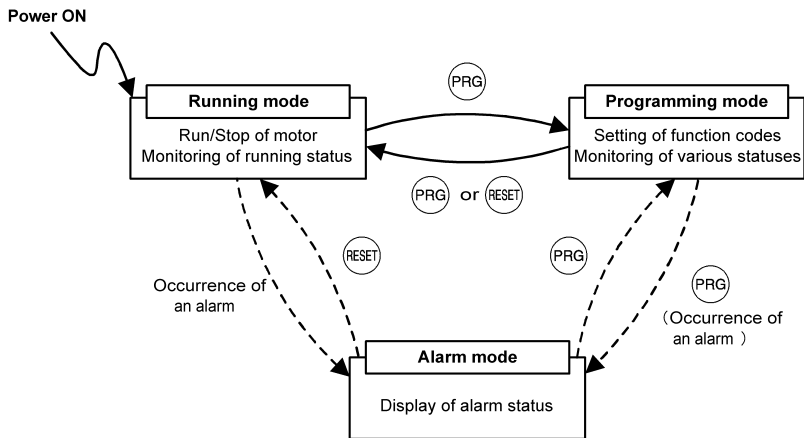 Power ON
Running mode
Run/Stop of motor
Monitoring of running status
PRG
PRG or RESET
Programming mode
Setting of function codes
Monitoring of various statuses
Occurrence of
an alarm
RESET
PRG
PRG
（Occurrence of
an alarm ）
Alarm mode
Display of alarm status